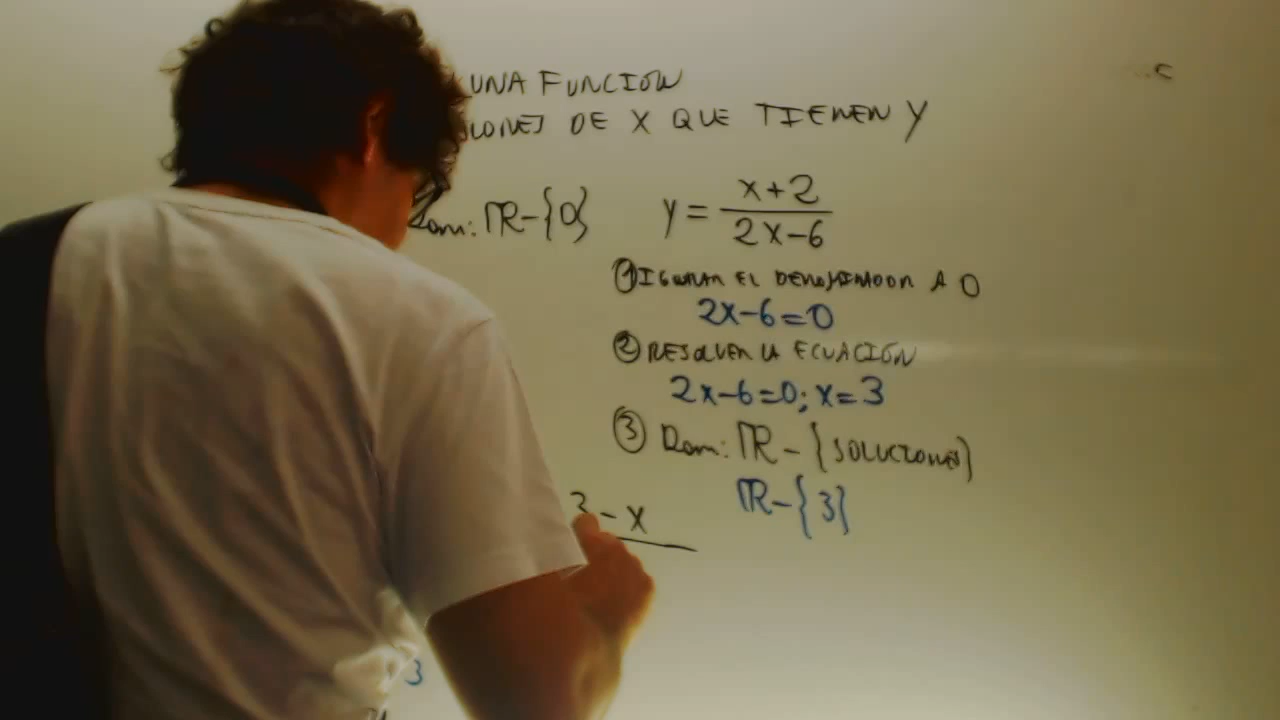 UNA FUNCIÓN
DE X QUE TIENEN Y
Dom: ℝ-{0}
y = x+2 / 2x-6
① IGUALAR EL DENOMINADOR A 0
2x-6=0
② RESOLVER LA ECUACIÓN
2x-6=0; x=3
③ Dom: ℝ - {SOLUCIONES}
ℝ-{3}
3 - x
3